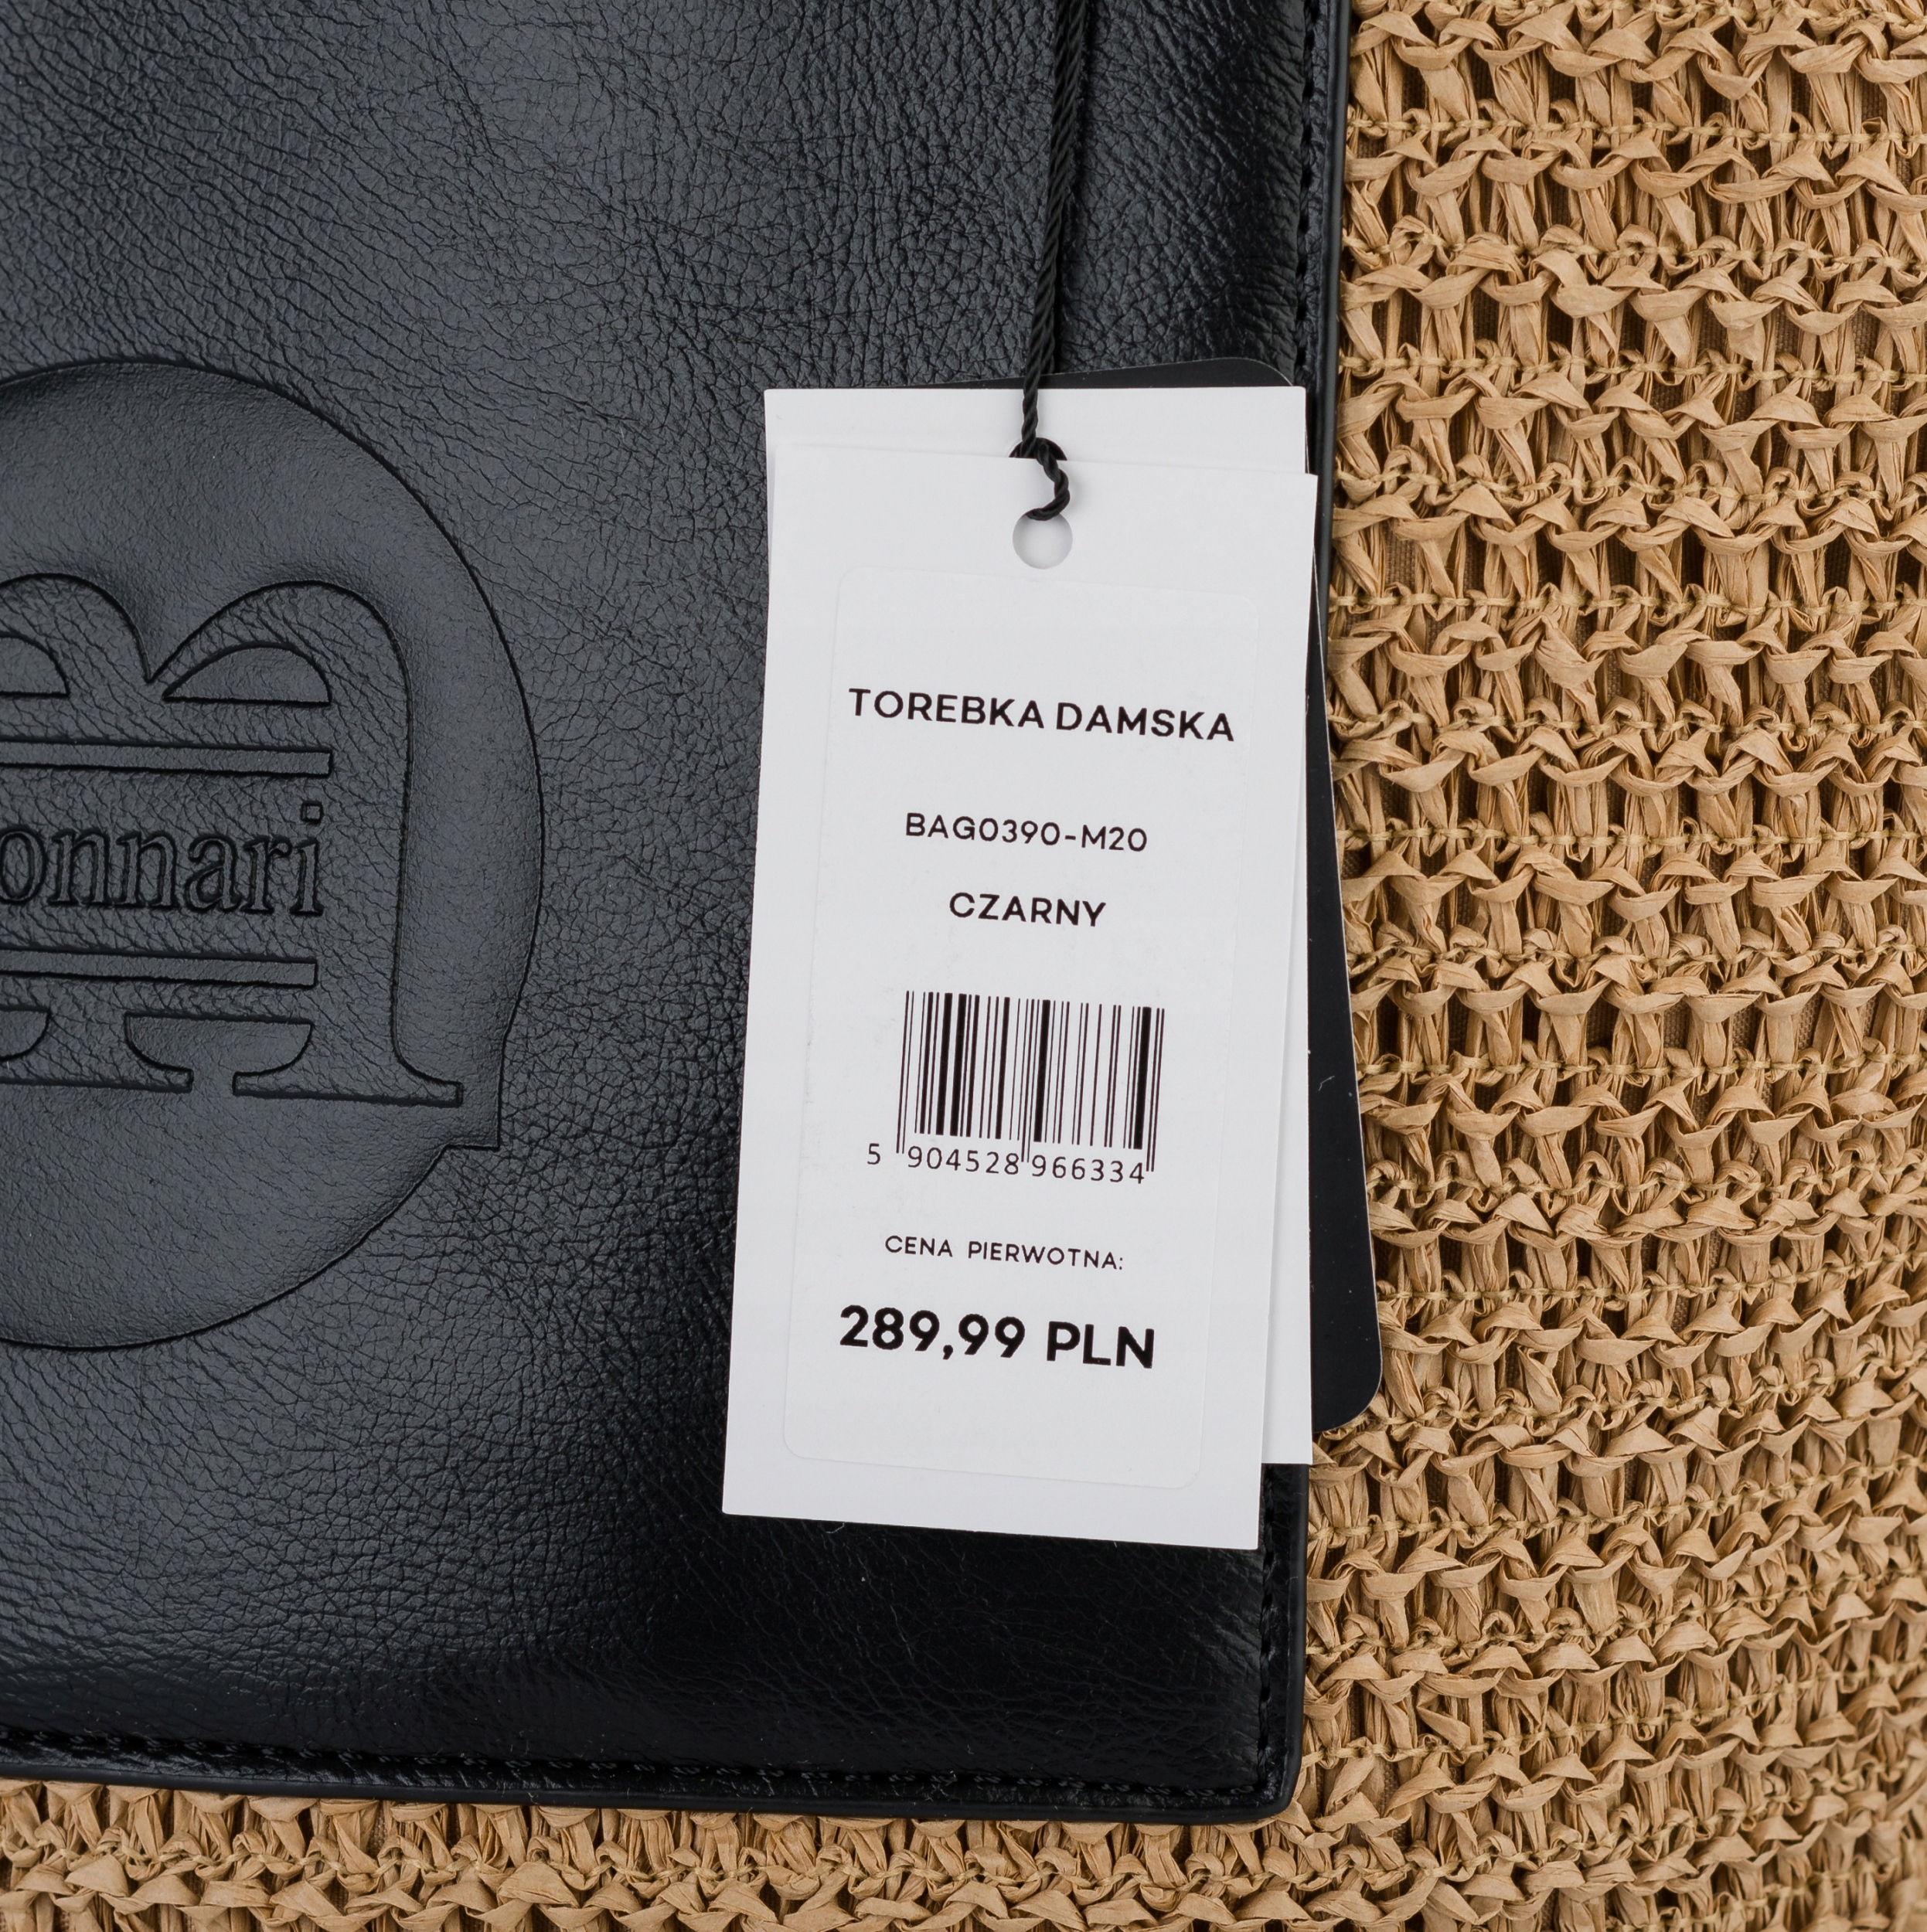 onnari
TOREBKA DAMSKA
BAG0390-M20
CZARNY
5 904528 966334
CENA PIERWOTNA:
289,99 PLN